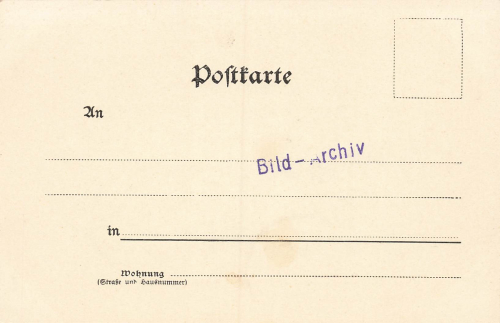 Postkarte
An
Bild-Archiv
in
Wohnung
(Straße und Hausnummer)